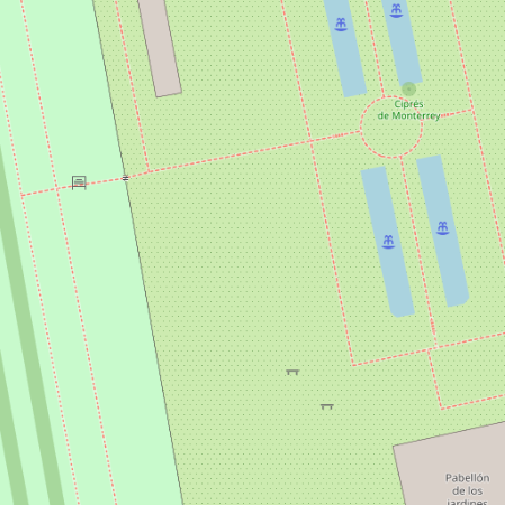 Ciprés
de Monterrey
Pabellón
de los
jardines